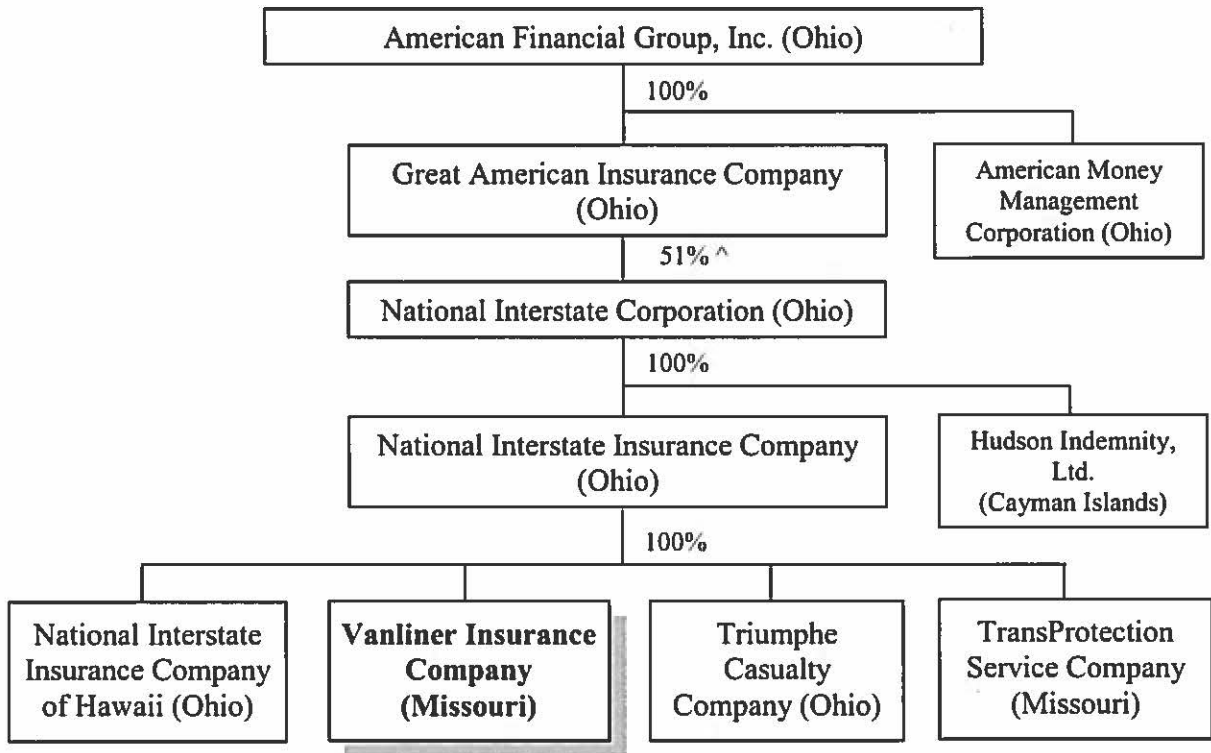 American Financial Group, Inc. (Ohio)
100%
Great American Insurance Company
(Ohio)
American Money
Management
Corporation (Ohio)
51% ^
National Interstate Corporation (Ohio)
100%
National Interstate Insurance Company
(Ohio)
Hudson Indemnity,
Ltd.
(Cayman Islands)
100%
National Interstate
Insurance Company
of Hawaii (Ohio)
Vanliner Insurance
Company
(Missouri)
Triumphe
Casualty
Company (Ohio)
TransProtection
Service Company
(Missouri)